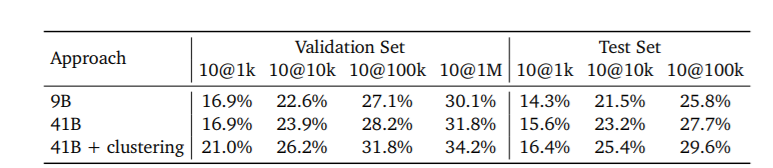 Approach Validation Set Test Set
10@1k 10@10k 10@100k 10@1M 10@1k 10@10k 10@100k
9B 16.9% 22.6% 27.1% 30.1% 14.3% 21.5% 25.8%
41B 16.9% 23.9% 28.2% 31.8% 15.6% 23.2% 27.7%
41B + clustering 21.0% 26.2% 31.8% 34.2% 16.4% 25.4% 29.6%